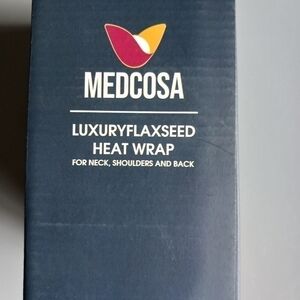 MEDCOSA
LUXURYFLAXSEED
HEAT WRAP
FOR NECK, SHOULDERS AND BACK